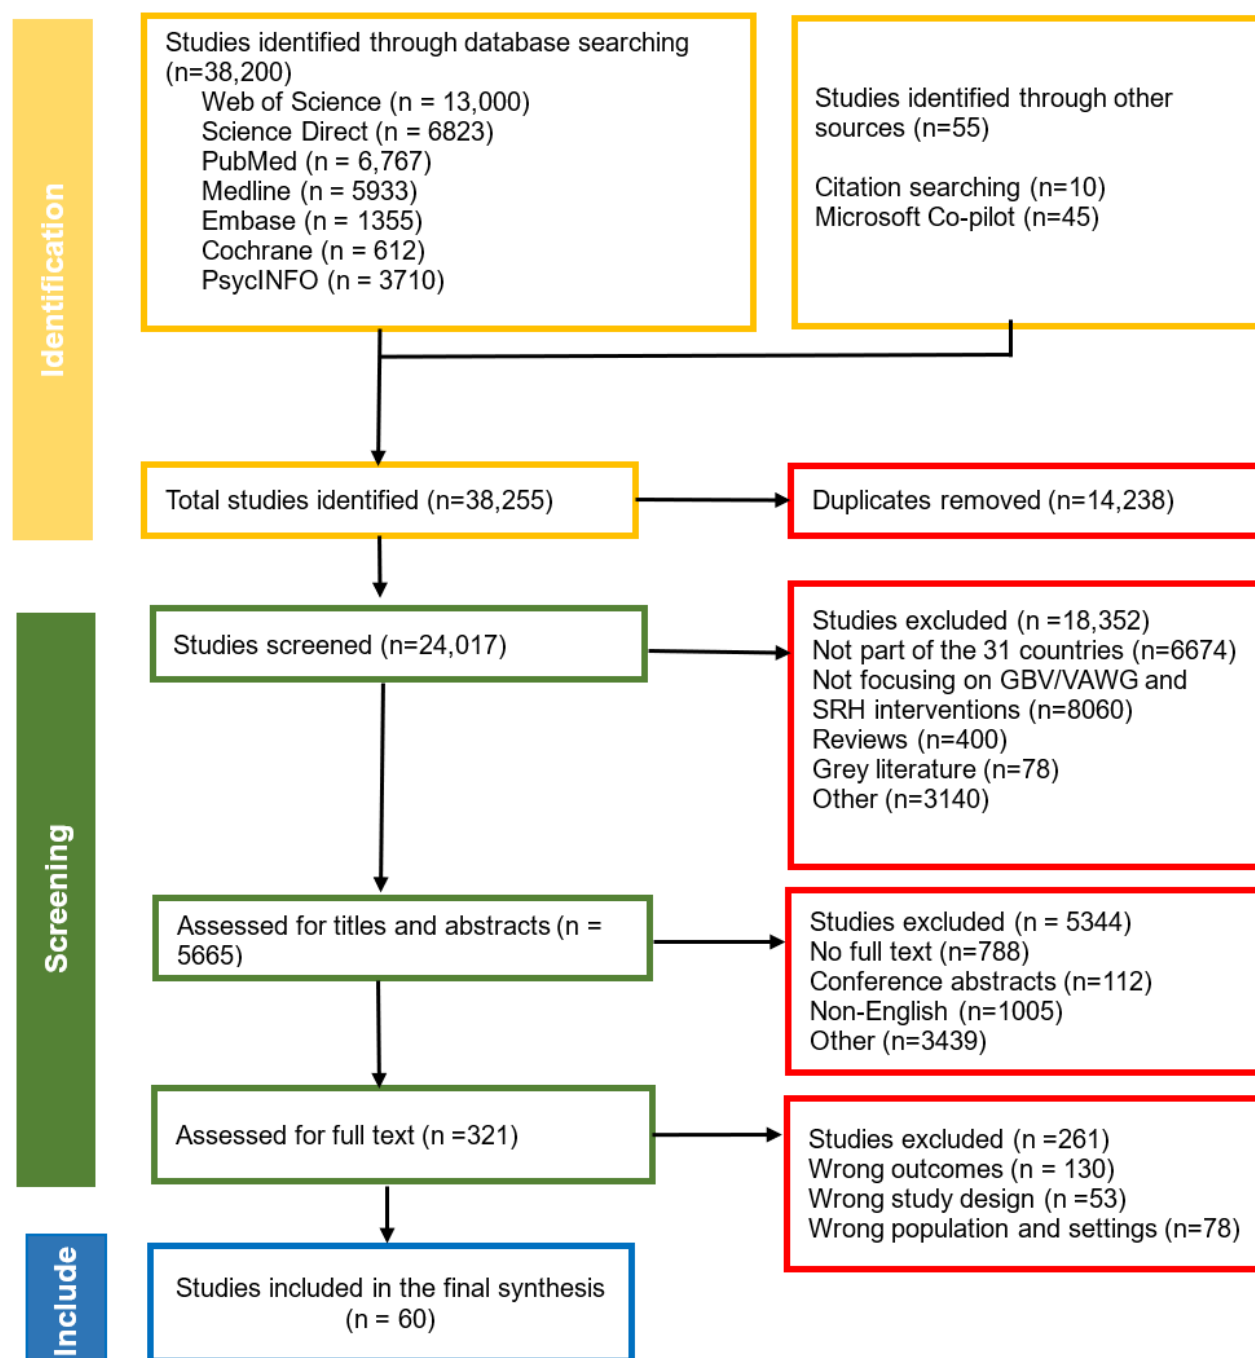 Identification
Studies identified through database searching
(n=38,200)
Web of Science (n = 13,000)
Science Direct (n = 6823)
PubMed (n = 6,767)
Medline (n = 5933)
Embase (n = 1355)
Cochrane (n = 612)
PsycINFO (n = 3710)
Studies identified through other
sources (n=55)
Citation searching (n=10)
Microsoft Co-pilot (n=45)
Total studies identified (n=38,255)
Duplicates removed (n=14,238)
Screening
Studies screened (n=24,017)
Studies excluded (n =18,352)
Not part of the 31 countries (n=6674)
Not focusing on GBV/VAWG and
SRH interventions (n=8060)
Reviews (n=400)
Grey literature (n=78)
Other (n=3140)
Assessed for titles and abstracts (n =
5665)
Studies excluded (n = 5344)
No full text (n=788)
Conference abstracts (n=112)
Non-English (n=1005)
Other (n=3439)
Assessed for full text (n =321)
Studies excluded (n =261)
Wrong outcomes (n = 130)
Wrong study design (n =53)
Wrong population and settings (n=78)
Include
Studies included in the final synthesis
(n = 60)